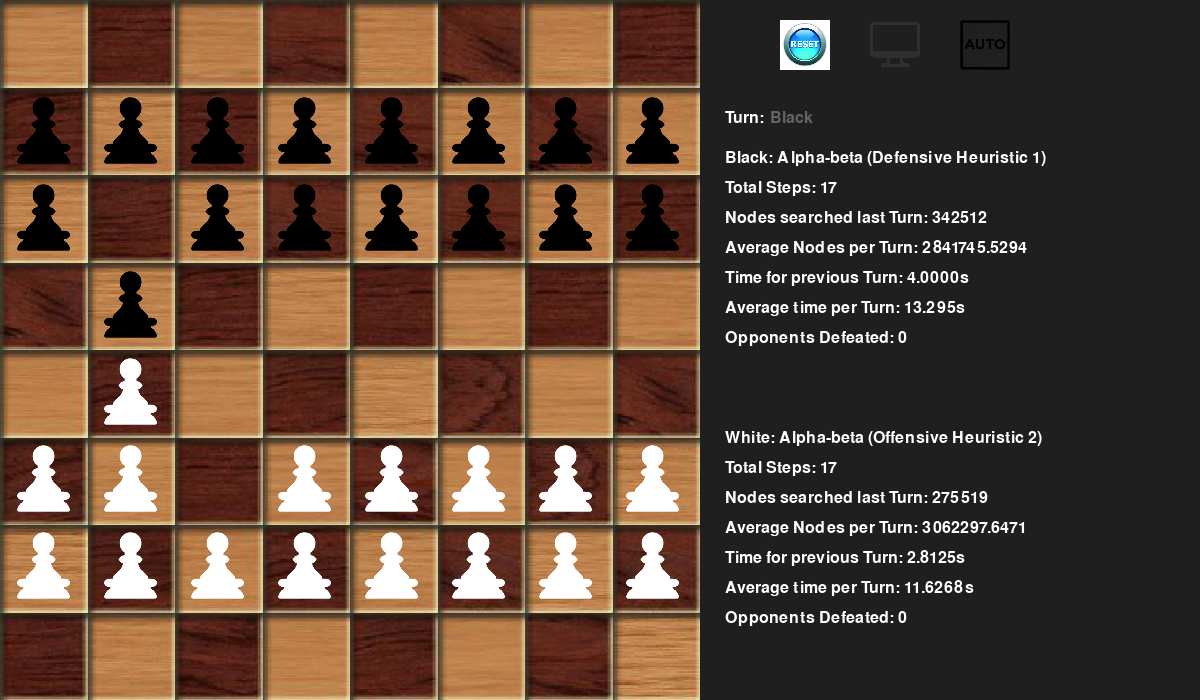 RESET
AUTO
Turn: Black
Black: Alpha-beta (Defensive Heuristic 1)
Total Steps: 17
Nodes searched last Turn: 342512
Average Nodes per Turn: 2841745.5294
Time for previous Turn: 4.0000s
Average time per Turn: 13.295s
Opponents Defeated: 0
White: Alpha-beta (Offensive Heuristic 2)
Total Steps: 17
Nodes searched last Turn: 275519
Average Nodes per Turn: 3062297.6471
Time for previous Turn: 2.8125s
Average time per Turn: 11.6268s
Opponents Defeated: 0